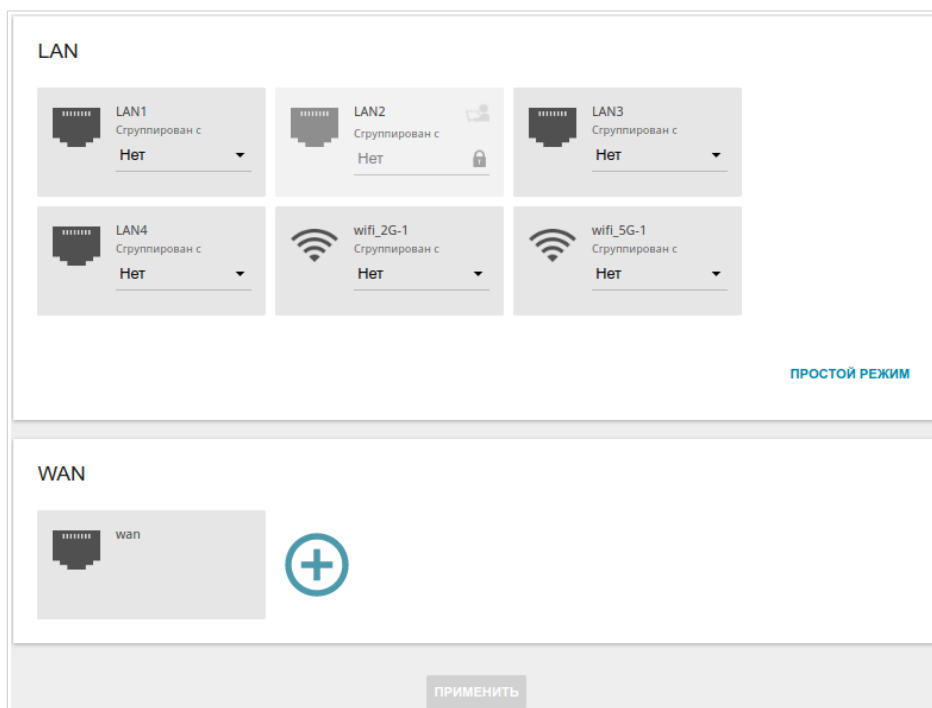 LAN
LAN1
Сгруппирован с
Нет
LAN2
Сгруппирован с
Нет
LAN3
Сгруппирован с
Нет
LAN4
Сгруппирован с
Нет
wifi_2G-1
Сгруппирован с
Нет
wifi_5G-1
Сгруппирован с
Нет
ПРОСТОЙ РЕЖИМ
WAN
wan
ПРИМЕНИТЬ